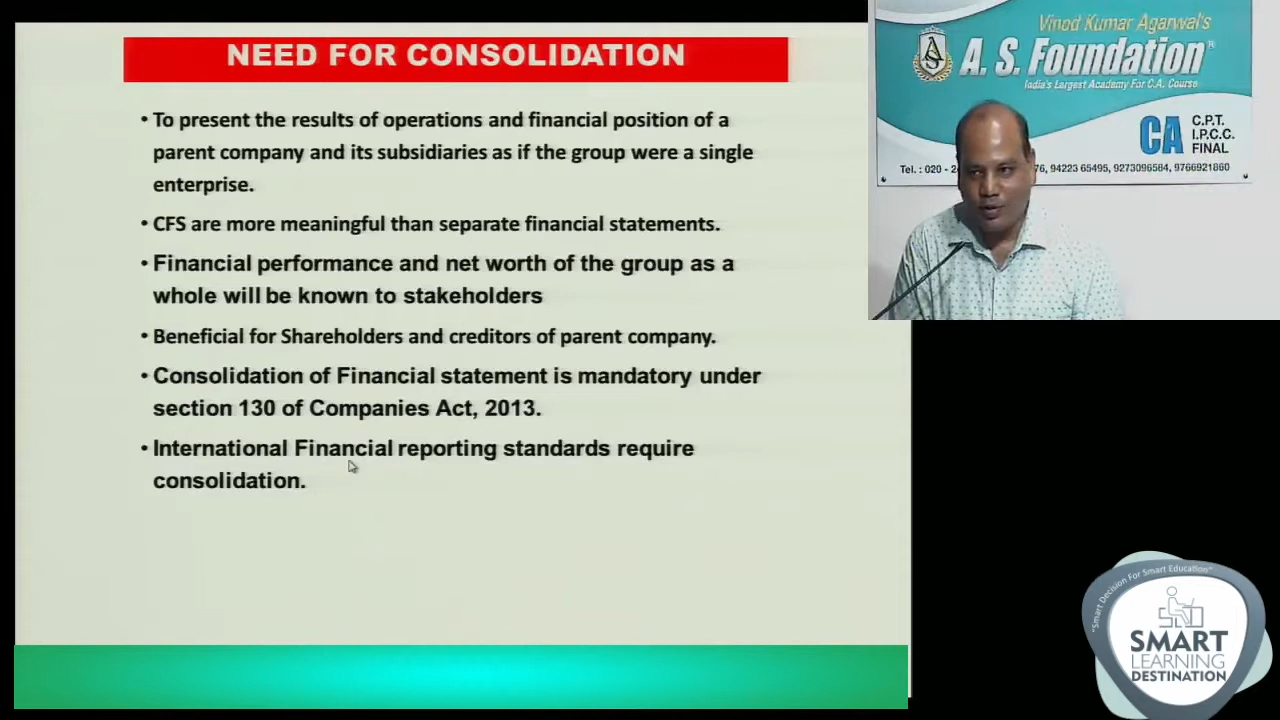 NEED FOR CONSOLIDATION
• To present the results of operations and financial position of a
parent company and its subsidiaries as if the group were a single
enterprise.
• CFS are more meaningful than separate financial statements.
• Financial performance and net worth of the group as a
whole will be known to stakeholders
• Beneficial for Shareholders and creditors of parent company.
• Consolidation of Financial statement is mandatory under
section 130 of Companies Act, 2013.
• International Financial reporting standards require
consolidation.
Vinod Kumar Agarwal's
A. S. Foundation®
India's Largest Academy For C.A. Course
CA
C.P.T.
I.P.C.C.
FINAL
Tel. : 020 - 2 76, 94223 65495, 9273096564, 9766921860
"Smart Decision For Smart Education"
SMART
LEARNING
DESTINATION